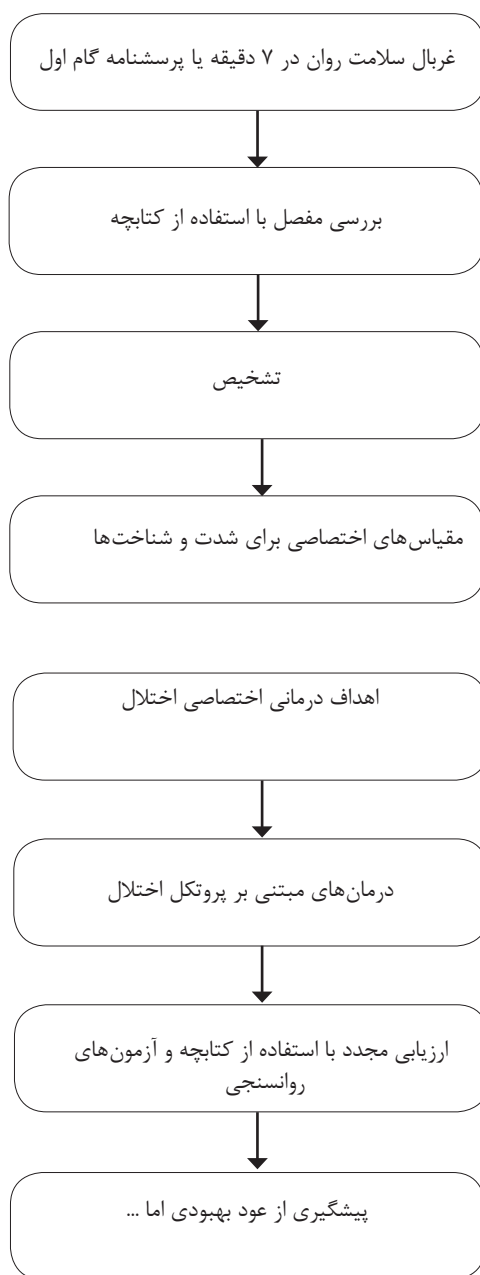 غربال سلامت روان در ۷ دقیقه یا پرسشنامه گام اول
بررسی مفصل با استفاده از کتابچه
تشخیص
مقیاس‌های اختصاصی برای شدت و شناخت‌ها
اهداف درمانی اختصاصی اختلال
درمان‌های مبتنی بر پروتکل اختلال
ارزیابی مجدد با استفاده از کتابچه و آزمون‌های
روانسنجی
پیشگیری از عود بهبودی اما ...